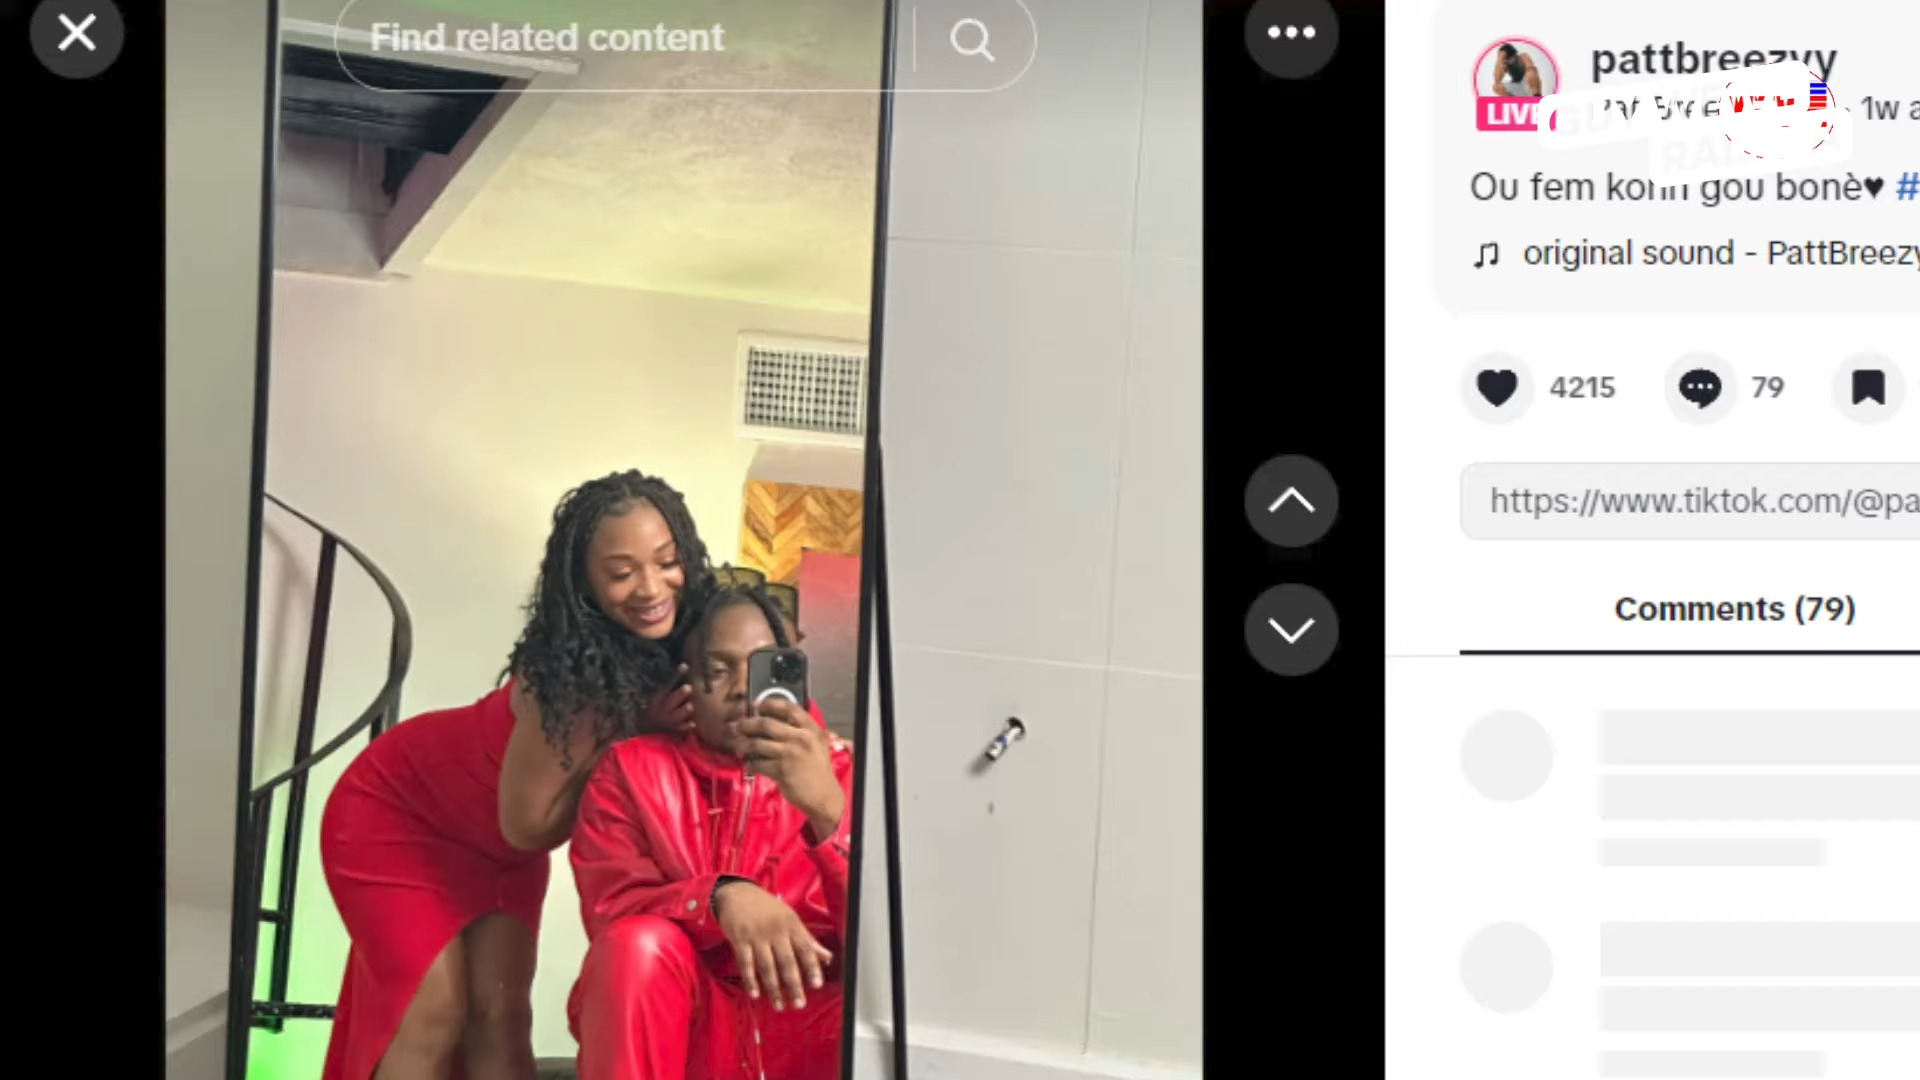 Find related content
pattbreezyy
LIVE
1w a
Ou fem konn gou bonè♥ #
original sound - PattBreezy
4215
79
https://www.tiktok.com/@pa
Comments (79)